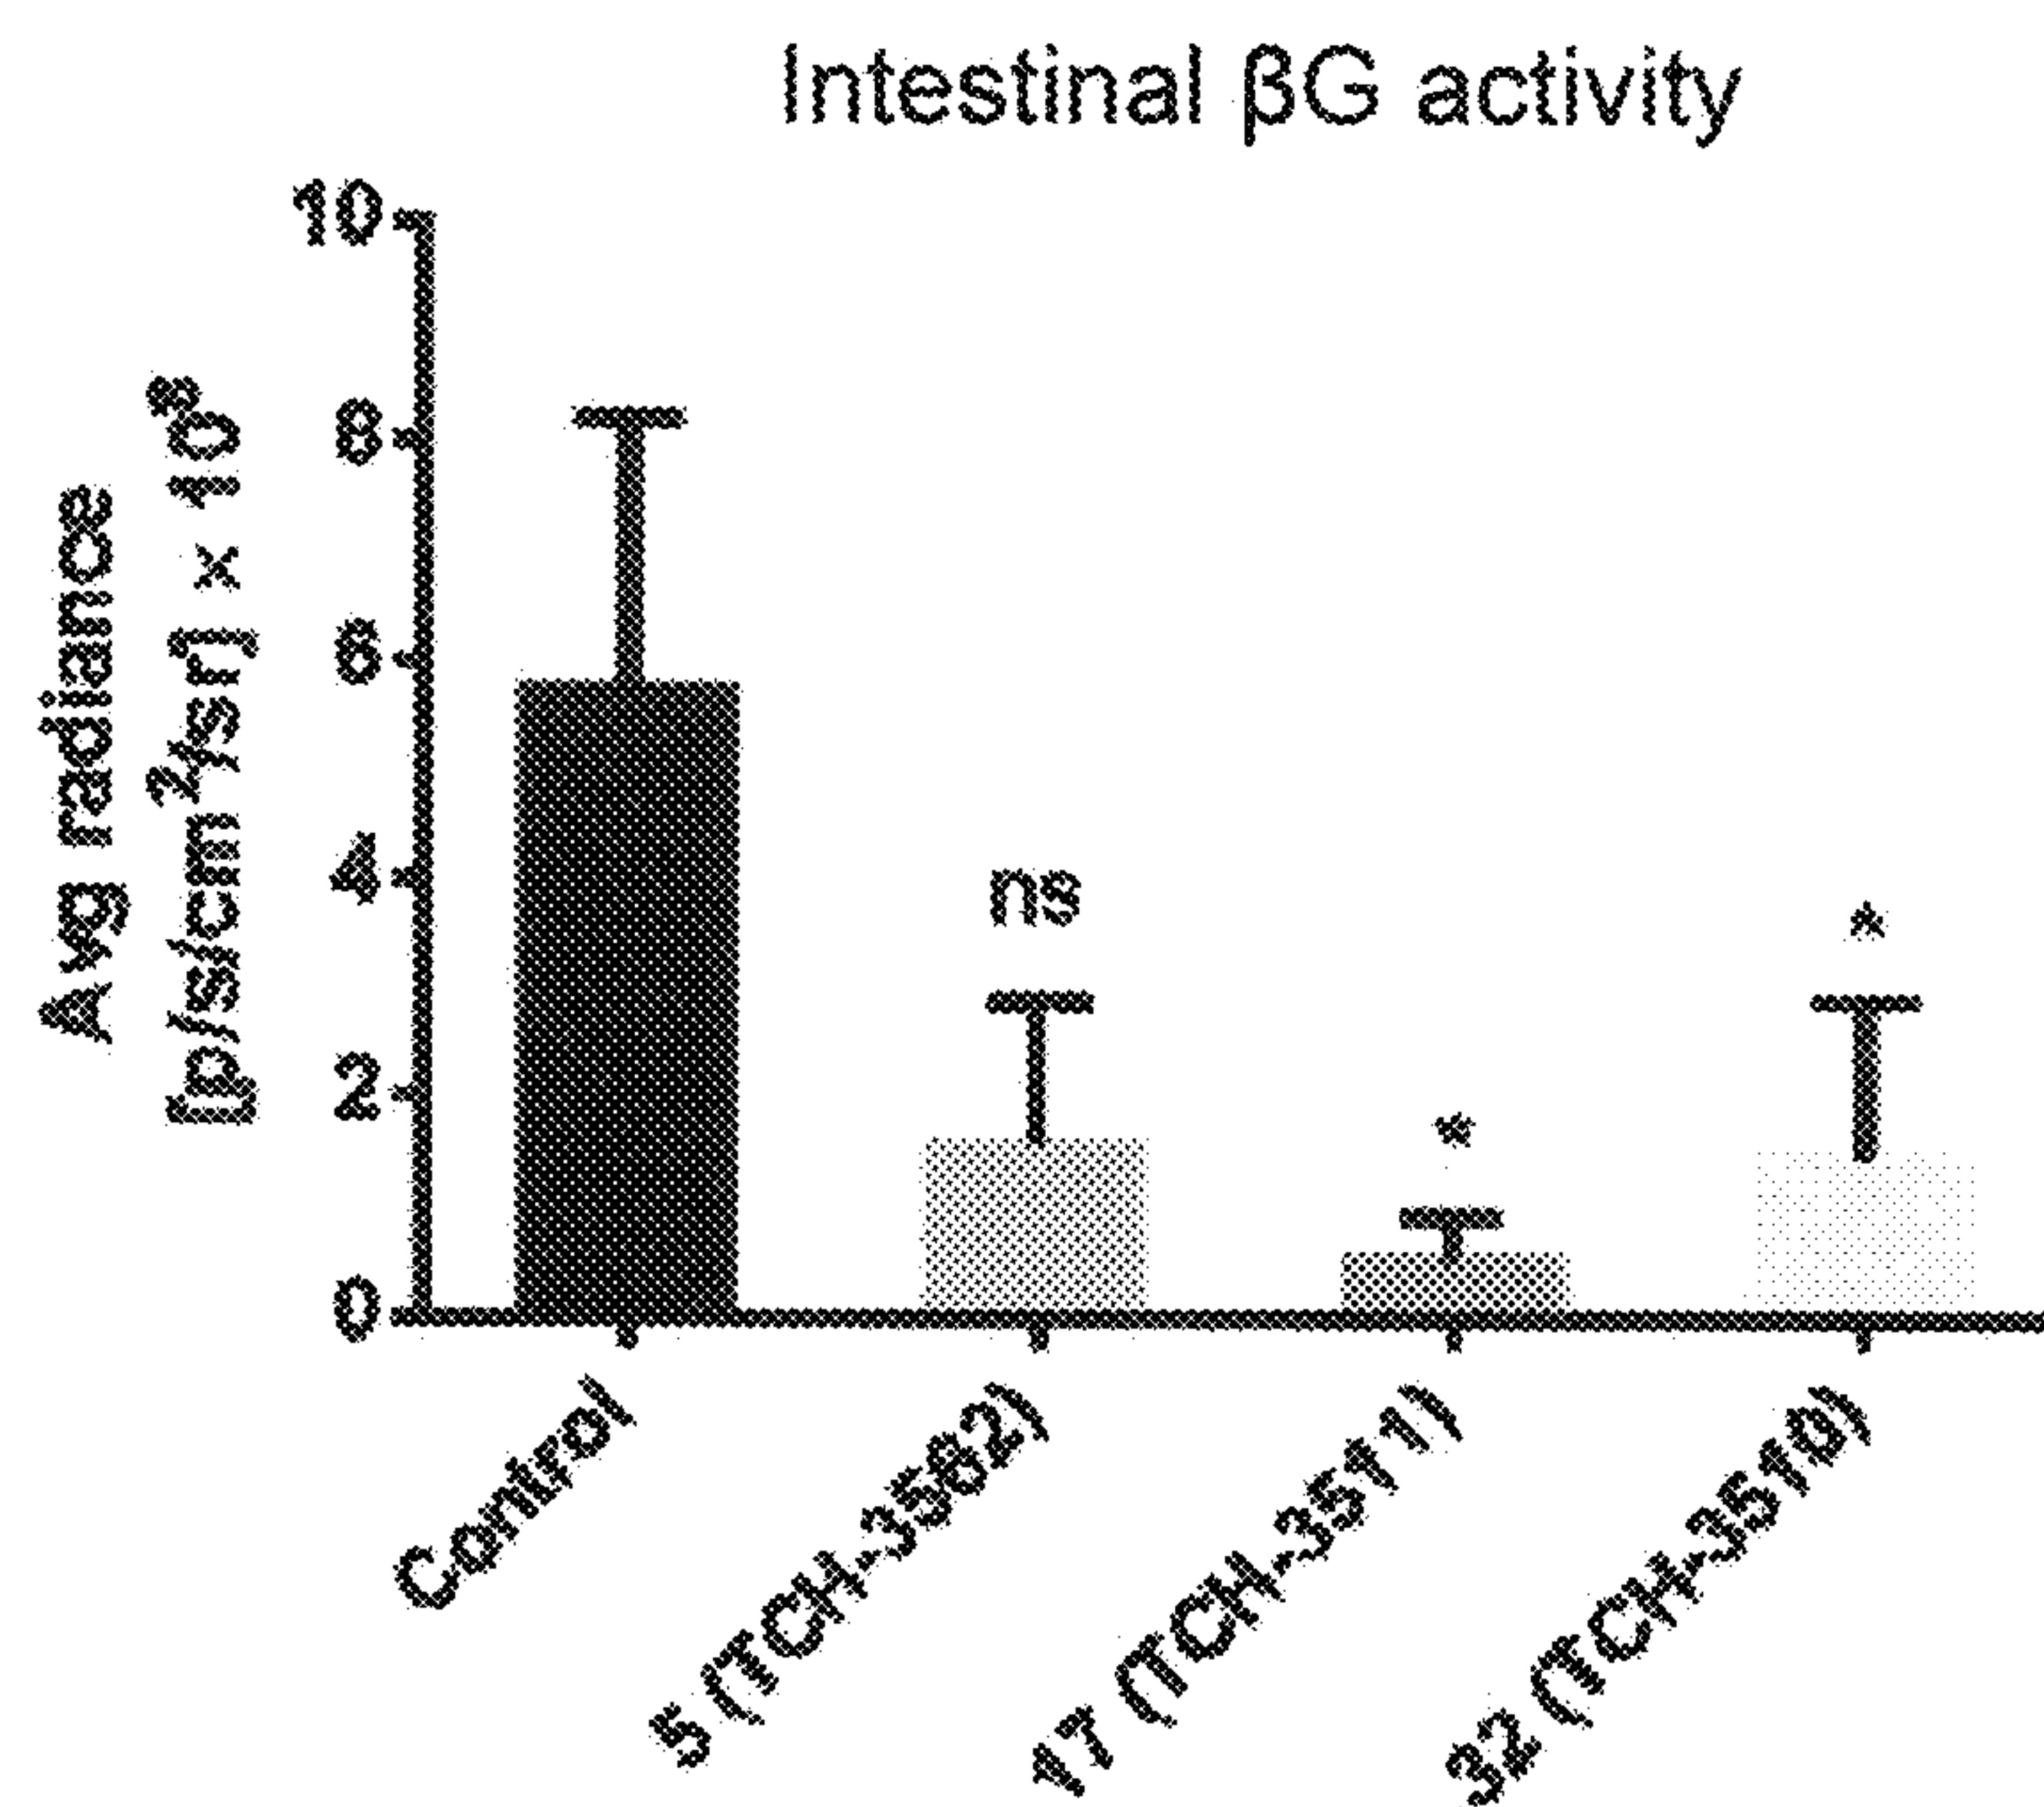 Intestinal βG activity
Avg radiance
[p/s/cm²/sr] × 10⁸
10
8
6
4
2
0
ns
*
*
Control
5 (TCH-3562)
17 (TCH-3511)
32 (TCH-3510)